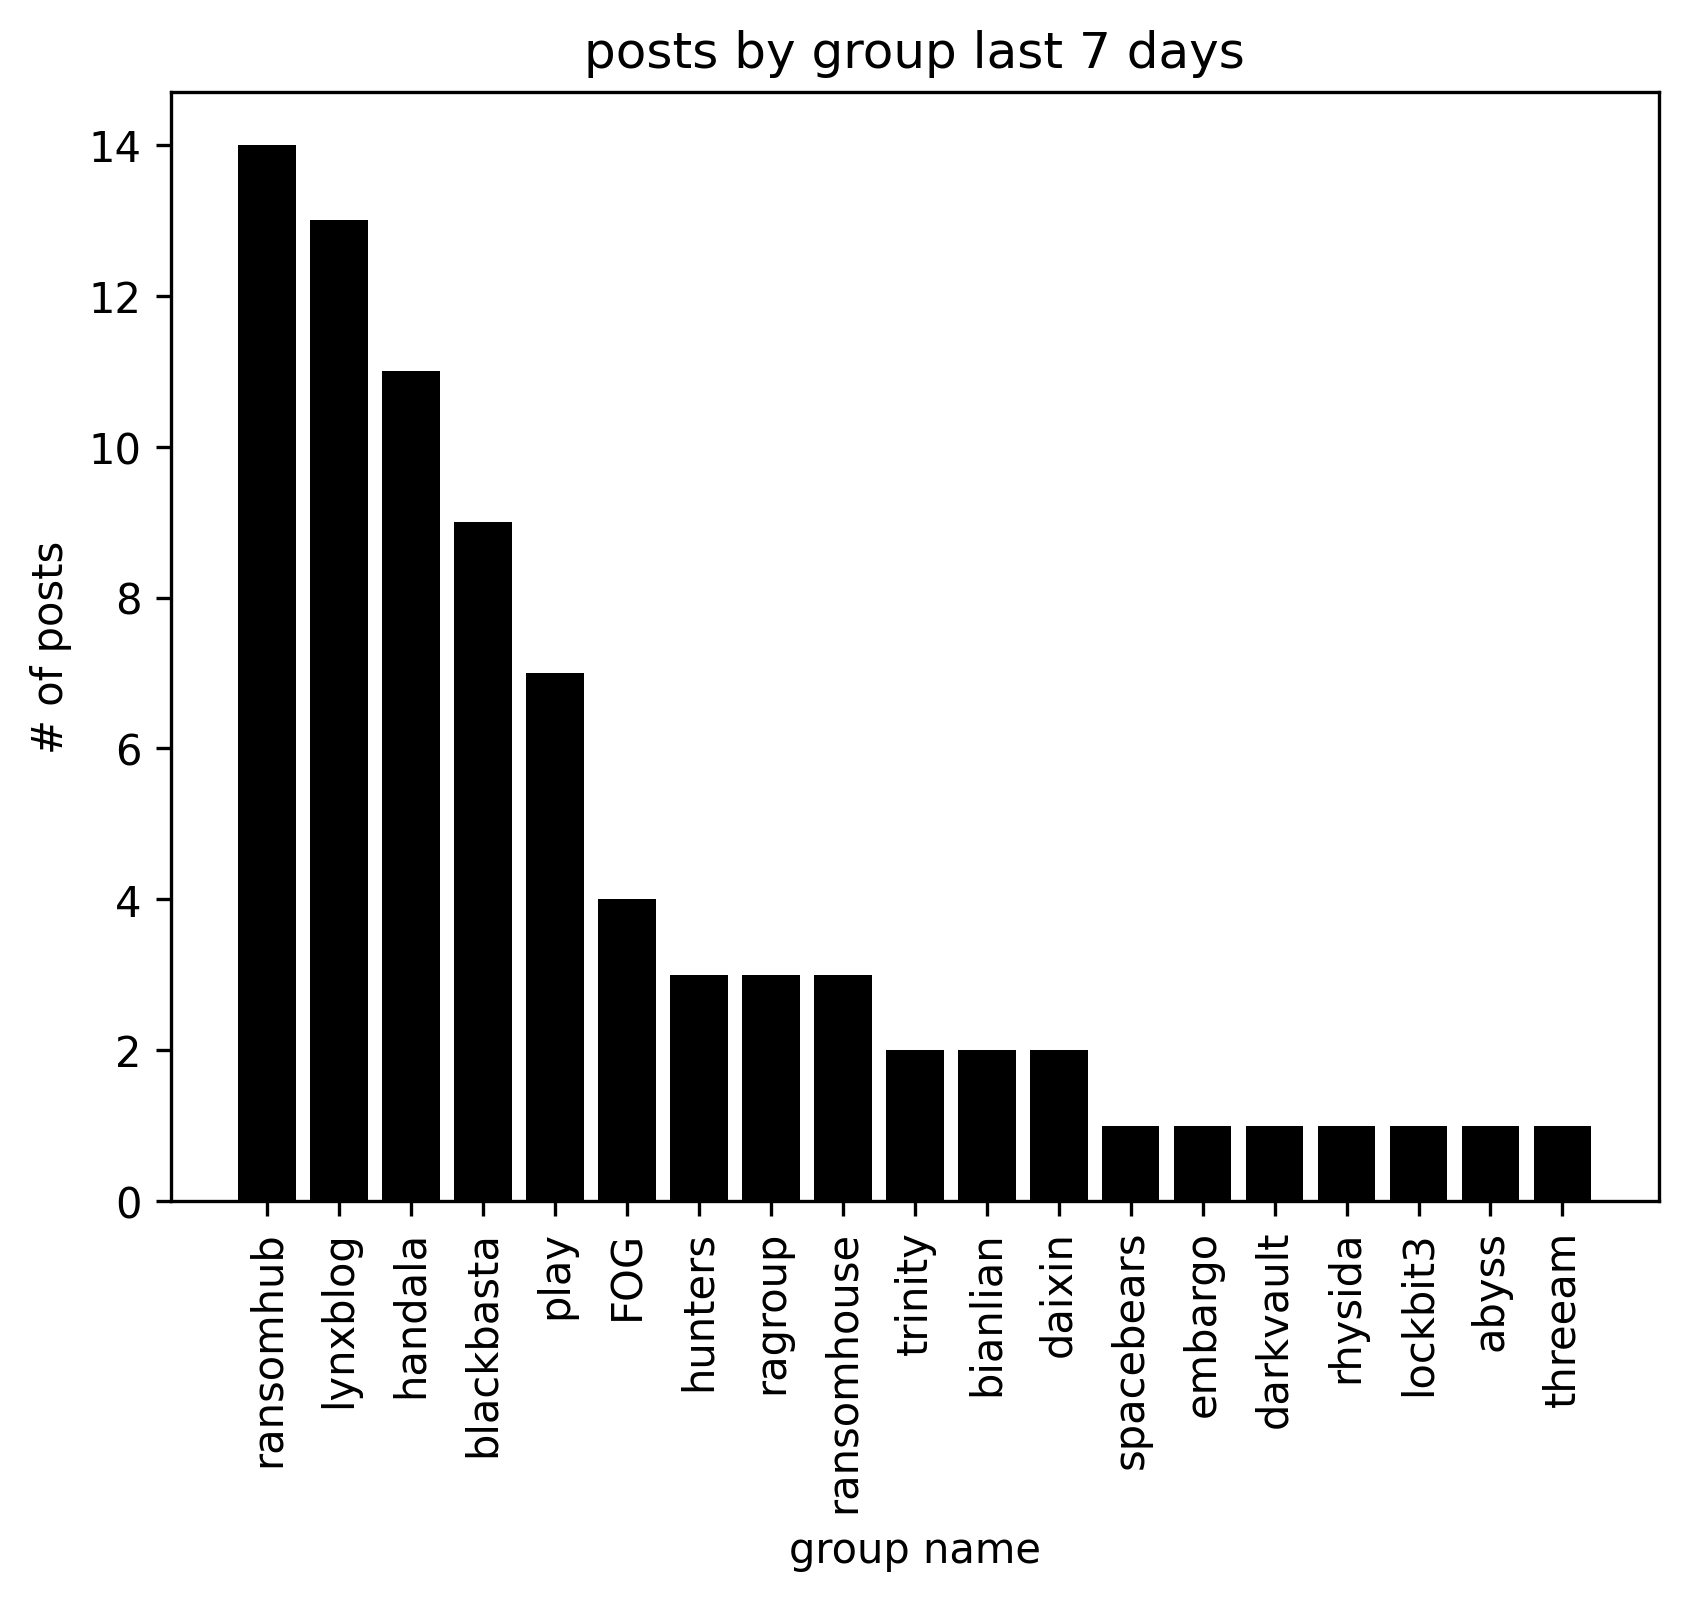 posts by group last 7 days
# of posts
14
12
10
8
6
4
2
0
ransomhub
lynxblog
handala
blackbasta
play
FOG
hunters
ragroup
ransomhouse
trinity
bianlian
daixin
spacebears
embargo
darkvault
rhysida
lockbit3
abyss
threeam
group name